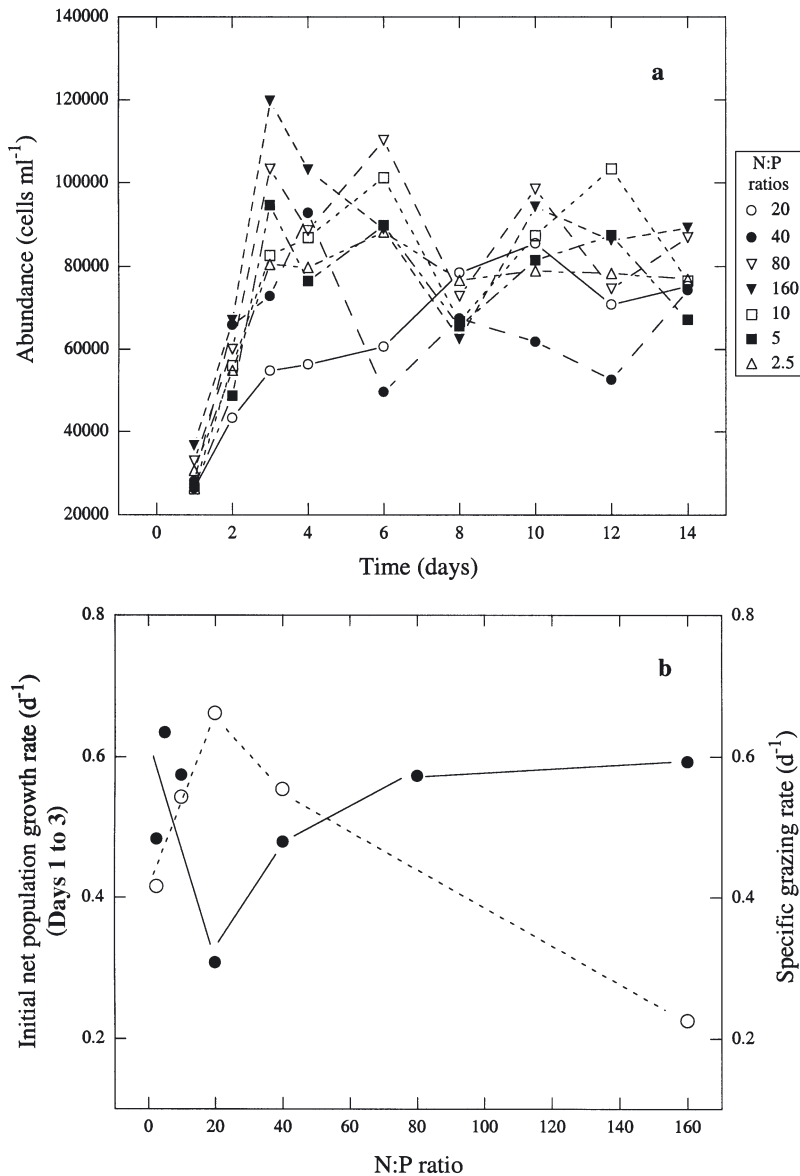 140000
120000
100000
80000
60000
40000
20000
Abundance (cells ml-1)
a
0 2 4 6 8 10 12 14
Time (days)
N:P
ratios
20
40
80
160
10
5
2.5
0.8
0.6
0.4
0.2
Initial net population growth rate (d-1)
(Days 1 to 3)
b
0.8
0.6
0.4
0.2
Specific grazing rate (d-1)
0 20 40 60 80 100 120 140 160
N:P ratio